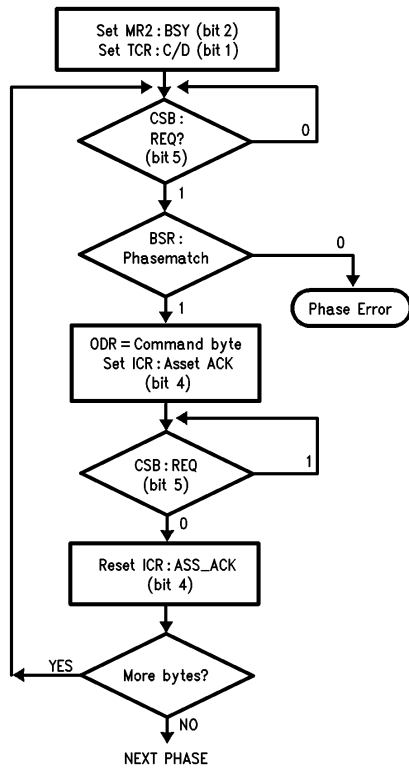 Set MR2:BSY (bit 2)
Set TCR:C/D (bit 1)
CSB:
REQ?
(bit 5)
0
1
BSR:
Phasematch
0
Phase Error
1
ODR=Command byte
Set ICR:Asset ACK
(bit 4)
CSB:REQ
(bit 5)
1
0
Reset ICR:ASS_ACK
(bit 4)
YES
More bytes?
NO
NEXT PHASE